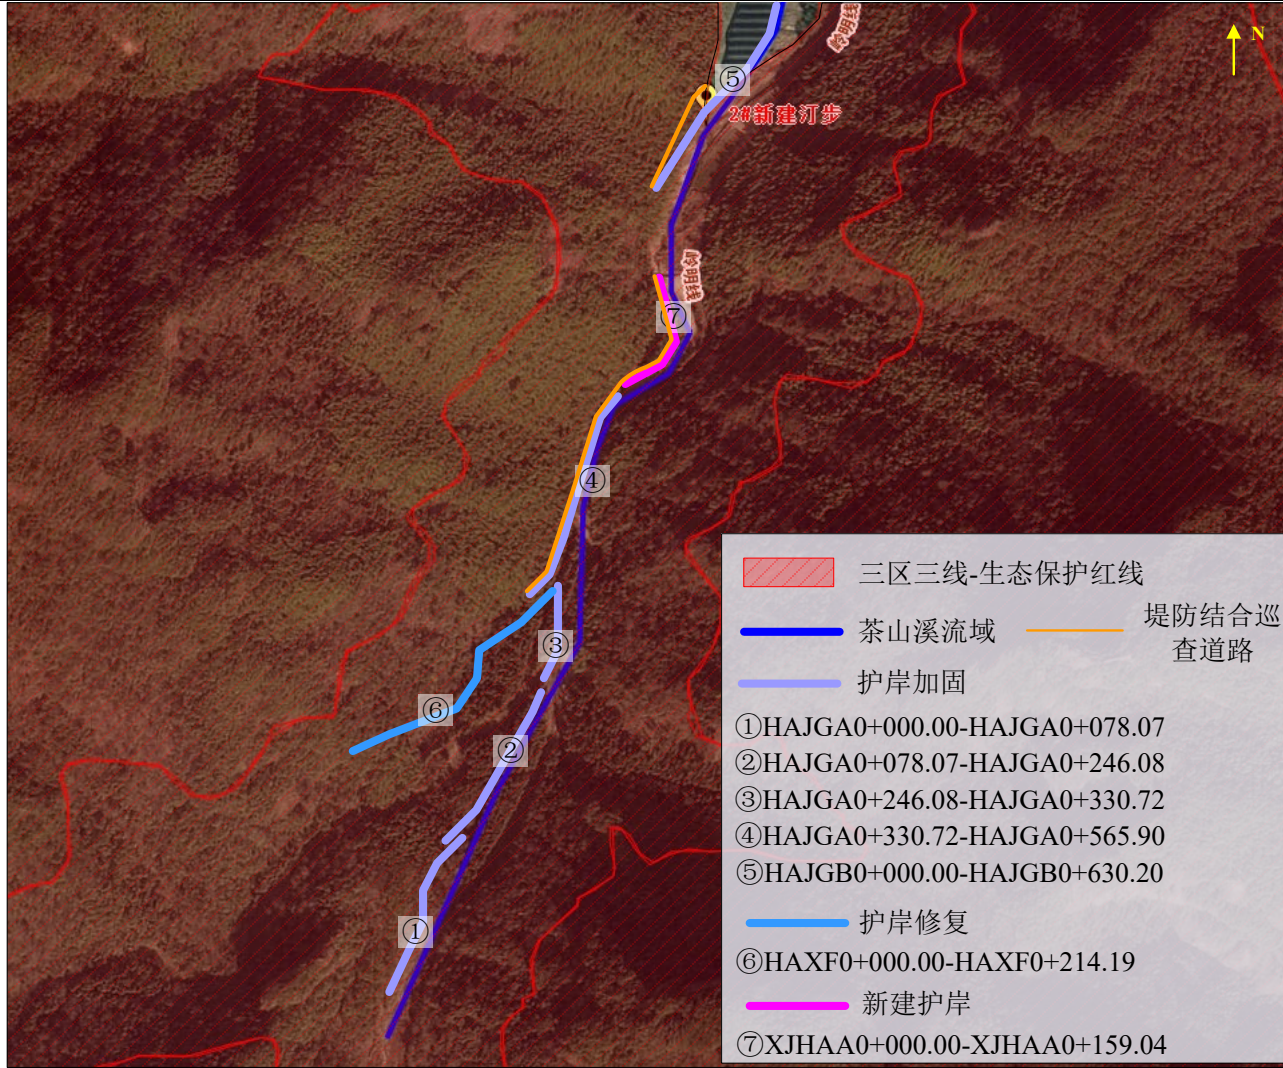 岭明线
N
⑤
2#新建汀步
岭明线
⑦
④
③
⑥
②
①
三区三线-生态保护红线
茶山溪流域
堤防结合巡
查道路
护岸加固
①HAJGA0+000.00-HAJGA0+078.07
②HAJGA0+078.07-HAJGA0+246.08
③HAJGA0+246.08-HAJGA0+330.72
④HAJGA0+330.72-HAJGA0+565.90
⑤HAJGB0+000.00-HAJGB0+630.20
护岸修复
⑥HAXF0+000.00-HAXF0+214.19
新建护岸
⑦XJHAA0+000.00-XJHAA0+159.04